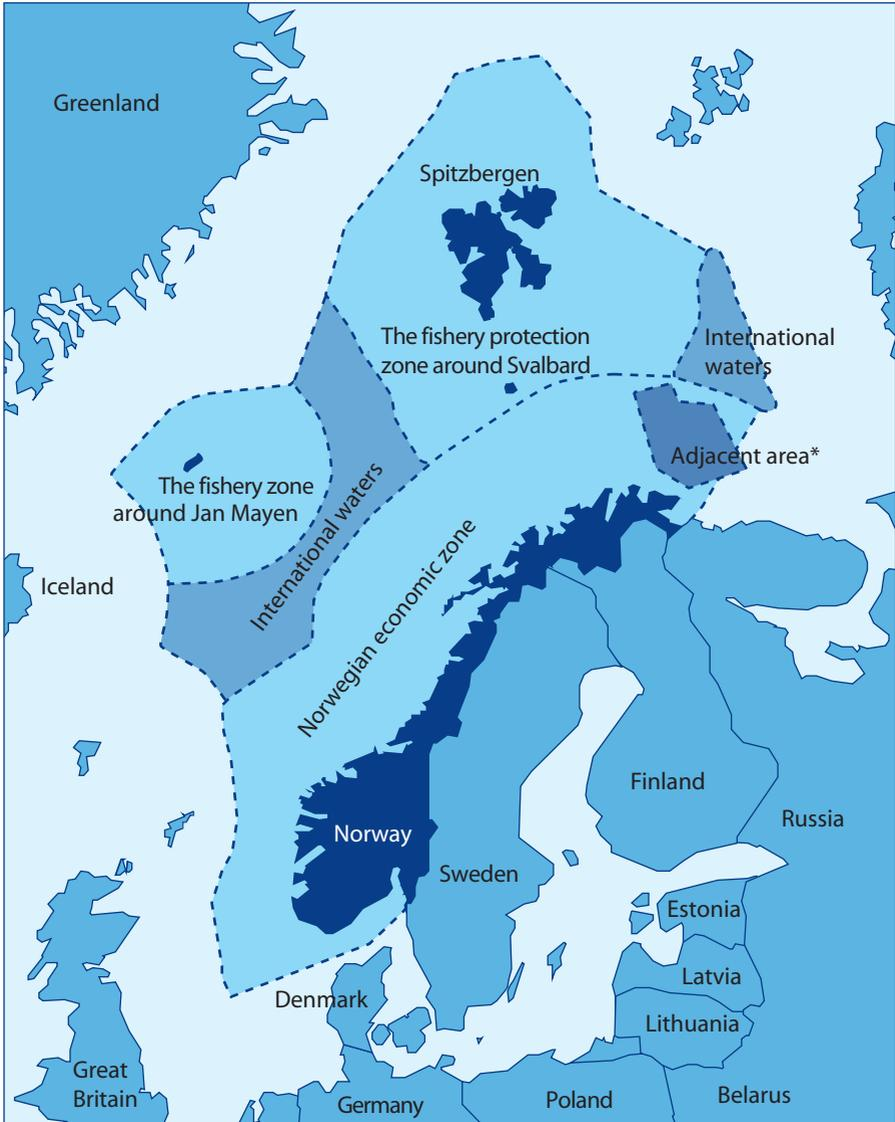 Greenland
Spitzbergen
The fishery protection
zone around Svalbard
International
waters
Adjacent area*
The fishery zone
around Jan Mayen
International waters
Iceland
Norwegian economic zone
Finland
Russia
Norway
Sweden
Estonia
Latvia
Denmark
Lithuania
Great
Britain
Germany
Poland
Belarus